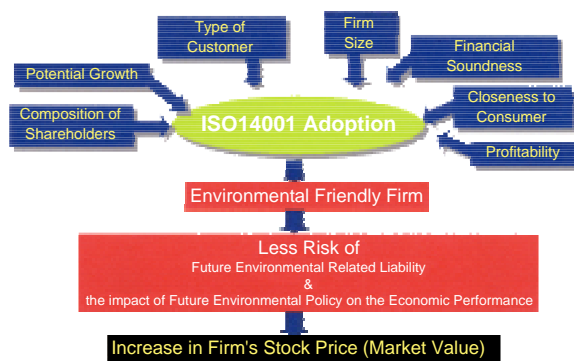 Type of
Customer
Firm
Size
Financial
Soundness
Potential Growth
Closeness to
Consumer
Composition of
Shareholders
ISO14001 Adoption
Profitability
Environmental Friendly Firm
Less Risk of
Future Environmental Related Liability
&
the impact of Future Environmental Policy on the Economic Performance
Increase in Firm's Stock Price (Market Value)